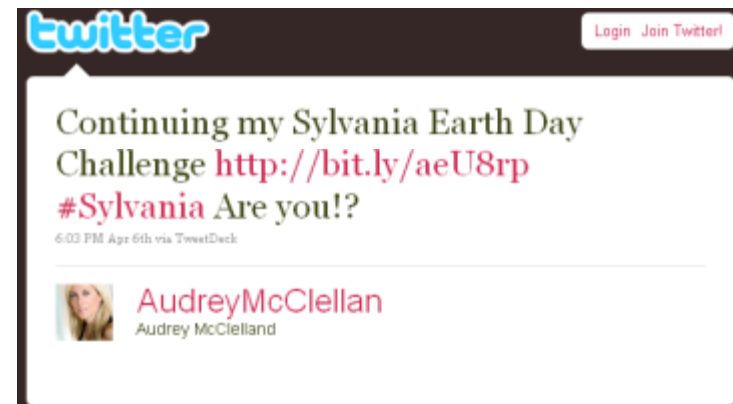 twitter
Login Join Twitter!
Continuing my Sylvania Earth Day
Challenge http://bit.ly/aeU8rp
#Sylvania Are you!?
6:03 PM Apr 6th via TweetDeck
AudreyMcClellan
Audrey McClelland